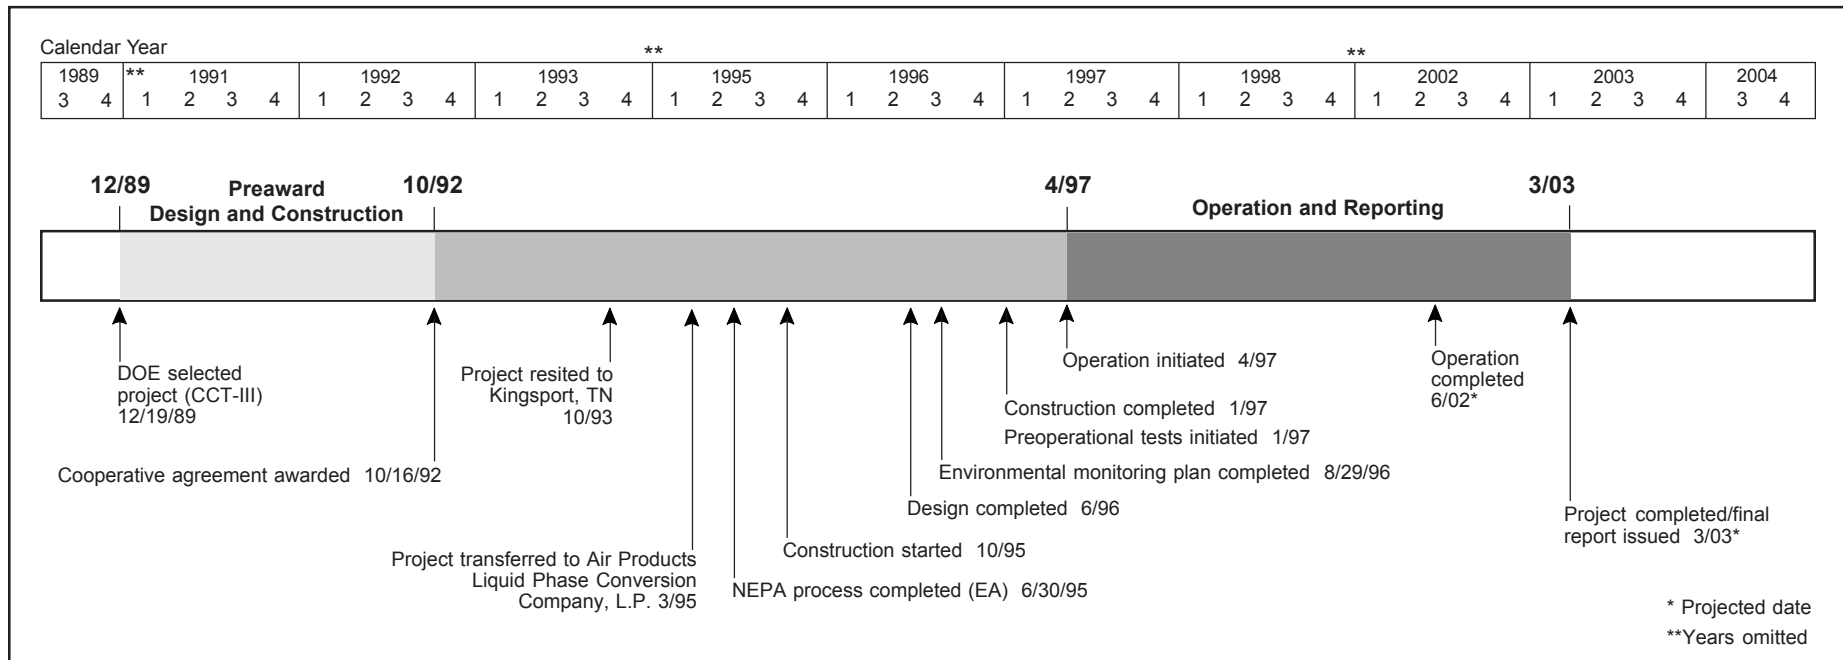 Calendar Year
**
**
1989 ** 1991 1992 1993 1995 1996 1997 1998 2002 2003 2004
3 4 1 2 3 4 1 2 3 4 1 2 3 4 1 2 3 4 1 2 3 4 1 2 3 4 1 2 3 4 1 2 3 4 1 2 3 4 3 4
12/89 Preaward 10/92 4/97 3/03
Design and Construction Operation and Reporting
DOE selected
project (CCT-III)
12/19/89
Cooperative agreement awarded 10/16/92
Project resited to
Kingsport, TN
10/93
Project transferred to Air Products
Liquid Phase Conversion
Company, L.P. 3/95
NEPA process completed (EA) 6/30/95
Construction started 10/95
Design completed 6/96
Environmental monitoring plan completed 8/29/96
Construction completed 1/97
Preoperational tests initiated 1/97
Operation initiated 4/97
Operation
completed
6/02*
Project completed/final
report issued 3/03*
* Projected date
**Years omitted